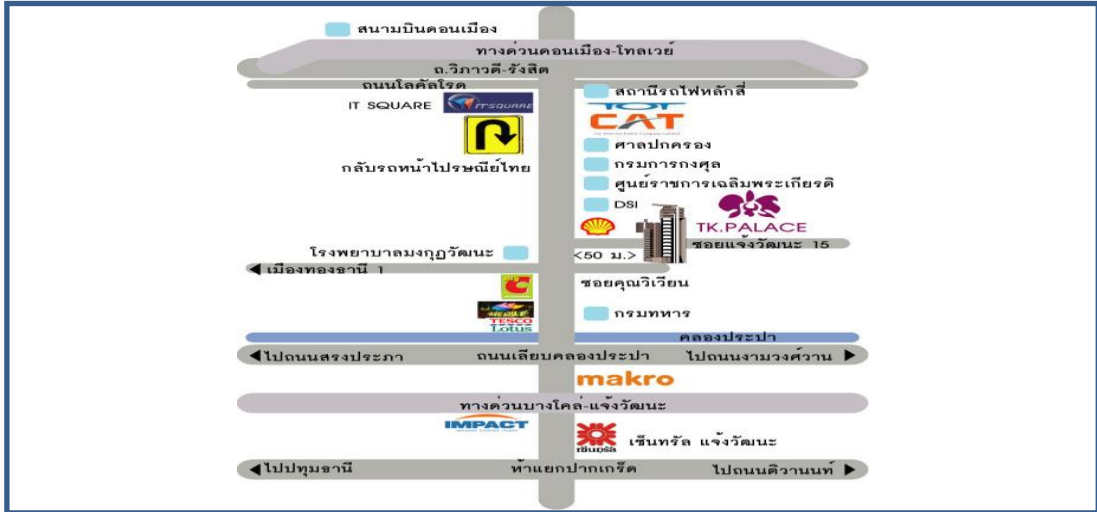 สนามบินดอนเมือง
ทางด่วนดอนเมือง-โทลเวย์
ถ.วิภาวดี-รังสิต
ถนนโลคัลโรด
สถานีรถไฟหลักสี่
IT SQUARE
IT SQUARE
TOT
CAT
ศาลปกครอง
กลับรถหน้าไปรษณีย์ไทย
กรมการกงศุล
ศูนย์ราชการเฉลิมพระเกียรติ
DSI
TK.PALACE
ซอยแจ้งวัฒนะ 15
โรงพยาบาลมงกุฎวัฒนะ
<50 ม.>
เมืองทองธานี 1
ซอยคุณวิเวียน
กรมทหาร
TESCO
Lotus
คลองประปา
ไปถนนสรงประภา
ถนนเลียบคลองประปา
ไปถนนงามวงศ์วาน
makro
ทางด่วนบางโคล่-แจ้งวัฒนะ
IMPACT
เซ็นทรัล
เซ็นทรัล แจ้งวัฒนะ
ไปปทุมธานี
ห้าแยกปากเกร็ด
ไปถนนติวานนท์